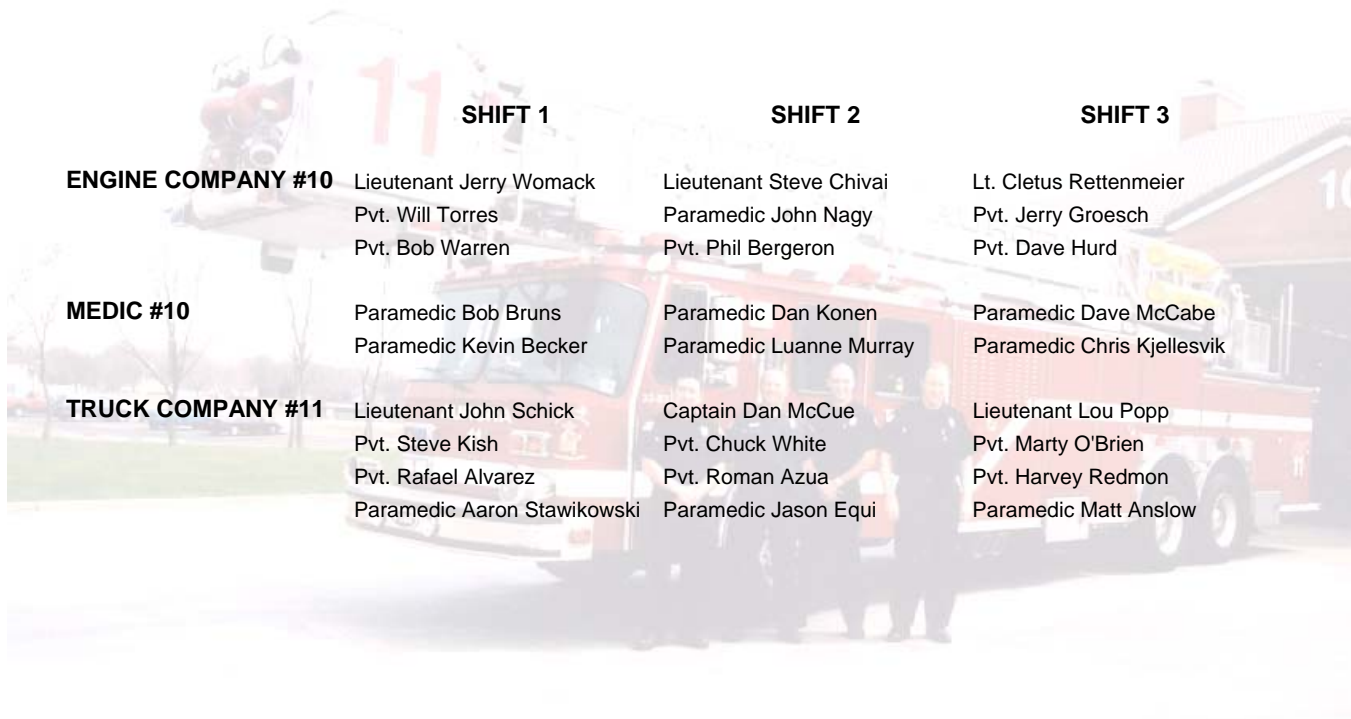 11
SHIFT 1 SHIFT 2 SHIFT 3
10
ENGINE COMPANY #10 Lieutenant Jerry Womack Lieutenant Steve Chivai Lt. Cletus Rettenmeier
Pvt. Will Torres Paramedic John Nagy Pvt. Jerry Groesch
Pvt. Bob Warren Pvt. Phil Bergeron Pvt. Dave Hurd
MEDIC #10 Paramedic Bob Bruns Paramedic Dan Konen Paramedic Dave McCabe
Paramedic Kevin Becker Paramedic Luanne Murray Paramedic Chris Kjellesvik
TRUCK COMPANY #11 Lieutenant John Schick Captain Dan McCue Lieutenant Lou Popp
Pvt. Steve Kish Pvt. Chuck White Pvt. Marty O'Brien
Pvt. Rafael Alvarez Pvt. Roman Azua Pvt. Harvey Redmon
Paramedic Aaron Stawikowski Paramedic Jason Equi Paramedic Matt Anslow